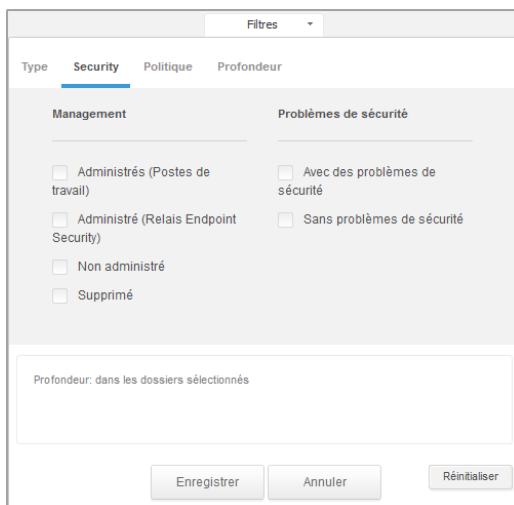 Filtres
Type Security Politique Profondeur
Management
Problèmes de sécurité
Administrés (Postes de
travail)
Administré (Relais Endpoint
Security)
Non administré
Supprimé
Avec des problèmes de
sécurité
Sans problèmes de sécurité
Profondeur: dans les dossiers sélectionnés
Enregistrer
Annuler
Réinitialiser